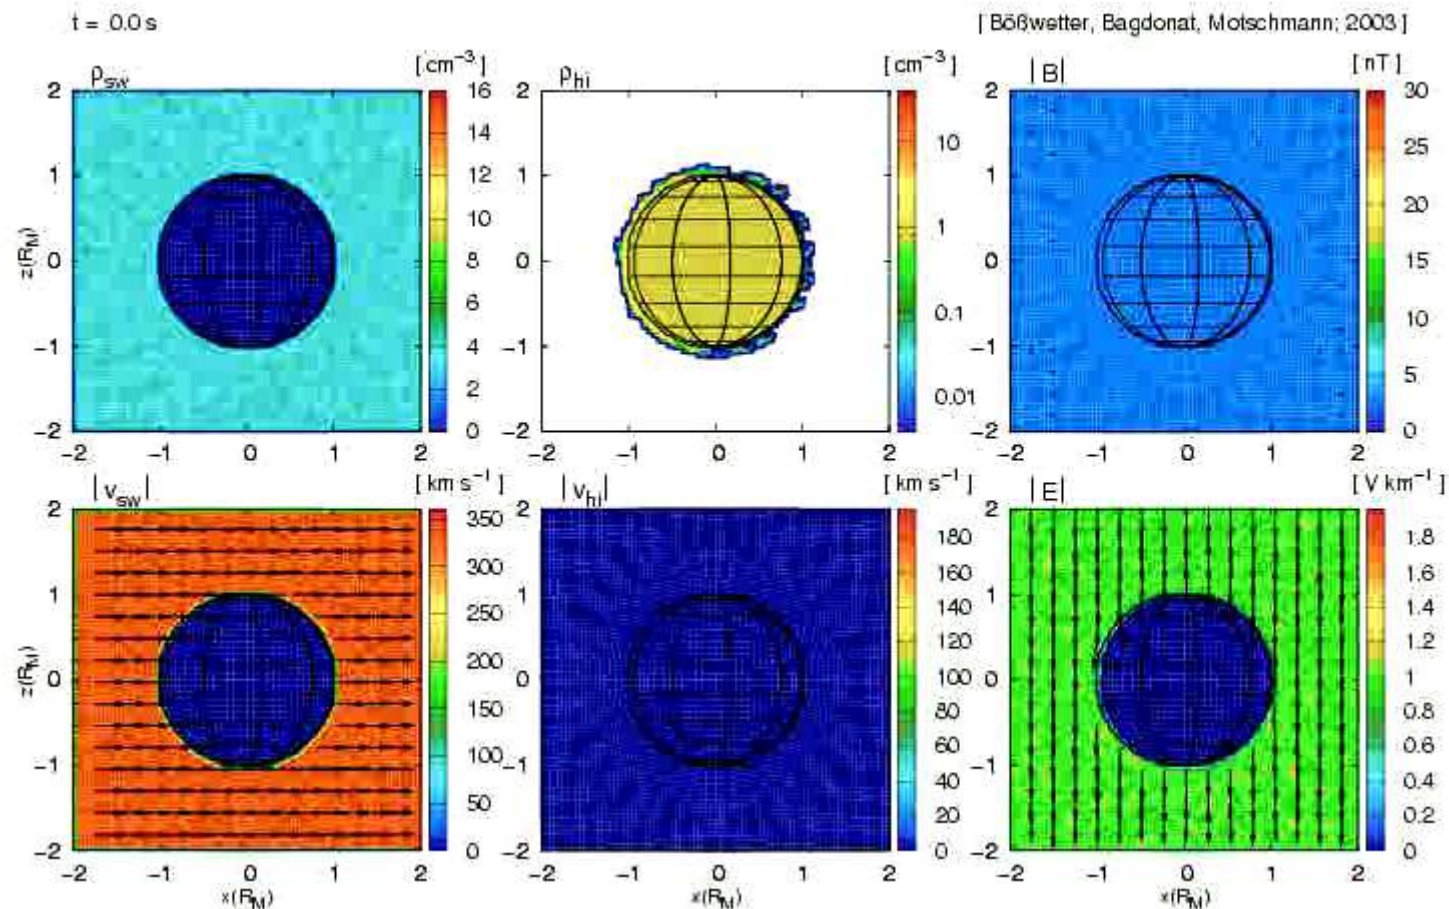 t = 0.0 s
[ Bößwetter, Bagdonat, Motschmann; 2003 ]
ρsw [ cm−3 ] ρhi [ cm−3 ] |B| [ nT ]
2 16 2 10 2 30
14 25
1 12 1 1 1
10 20
z(RM) 0 8 0 0 15
6 0.1 10
−1 4 −1 −1
2 0.01 5
−2 0 −2 −2 0
−2 −1 0 1 2 −2 −1 0 1 2 −2 −1 0 1 2
|vsw| [ km s−1 ] |vhi| [ km s−1 ] |E| [ V km−1 ]
2 350 2 180 2 1.8
300 160 1.6
1 250 1 140 1 1.4
120 1.2
z(RM) 0 200 0 100 0 1
150 80 0.8
100 60 0.6
−1 −1 40 −1 0.4
50 20 0.2
−2 0 −2 0 −2 0
−2 −1 0 1 2 −2 −1 0 1 2 −2 −1 0 1 2
x(RM) x(RM) x(RM)